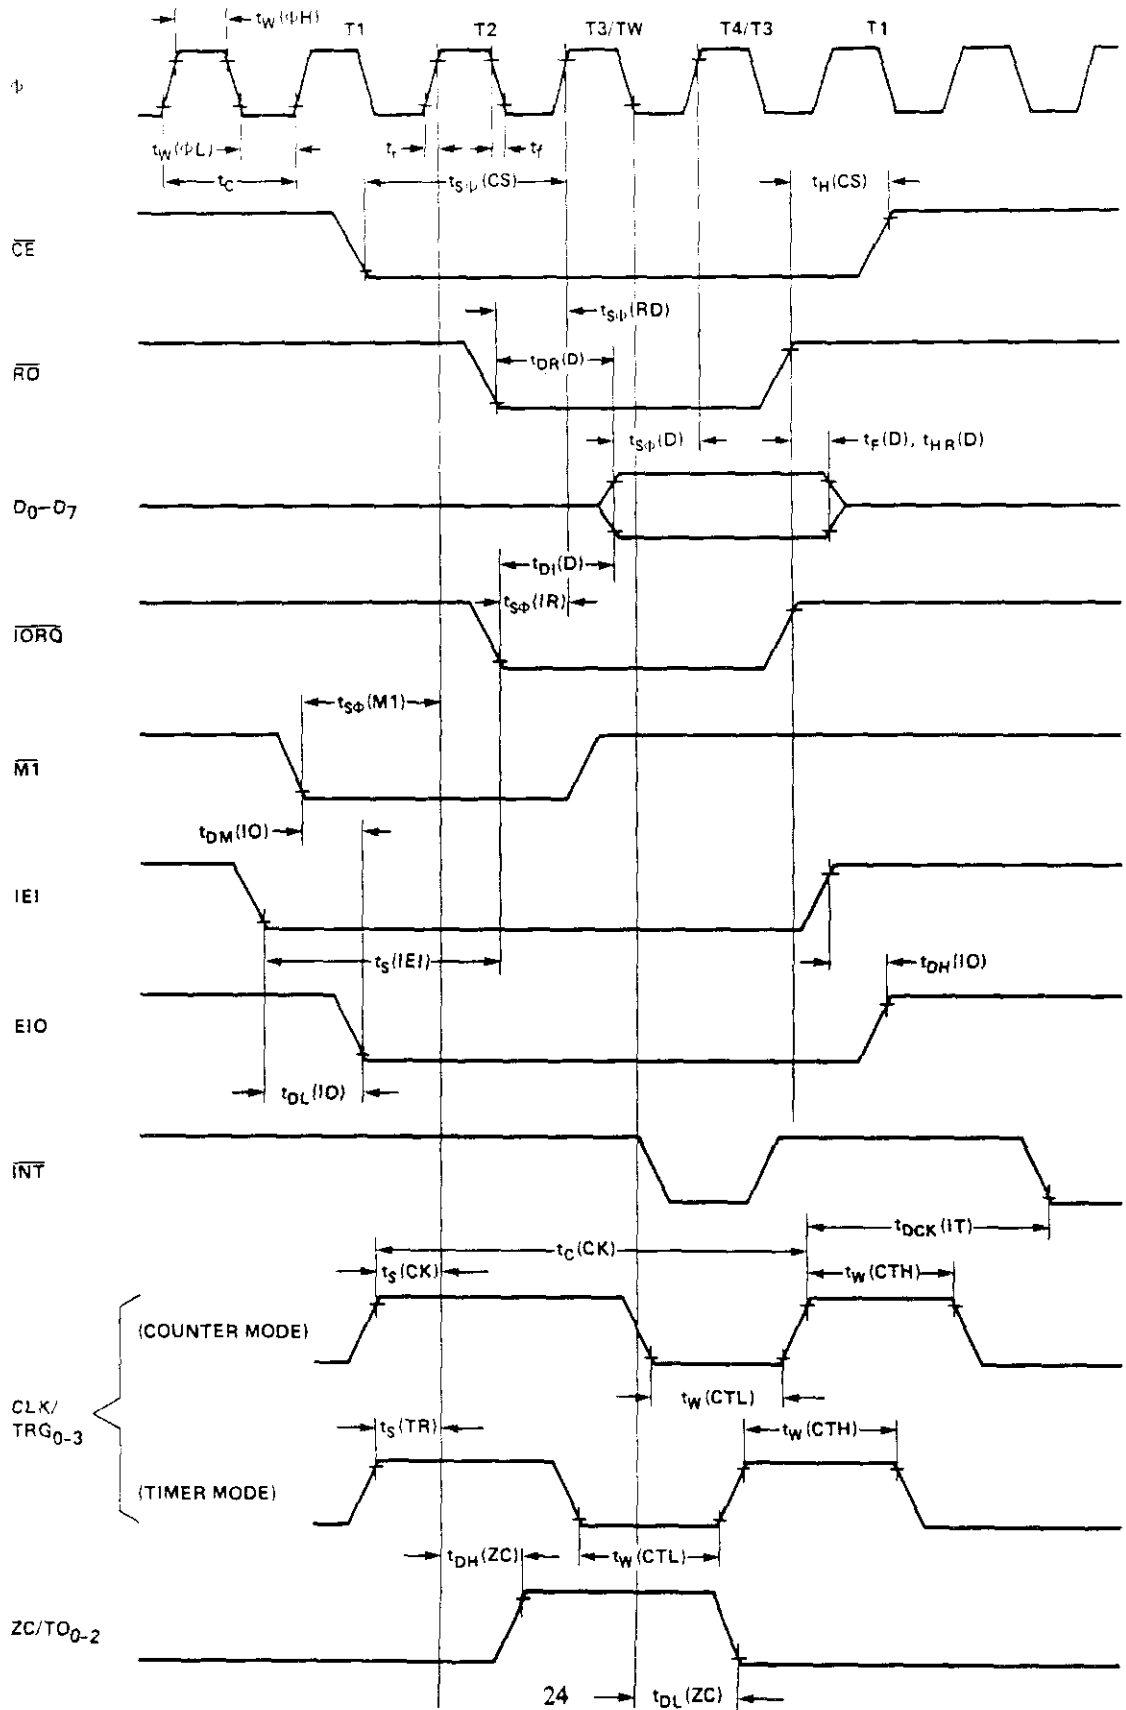 tW(ΦH)
T1 T2 T3/TW T4/T3 T1
Φ
tW(ΦL) tr tf
tC tSΦ(CS) tH(CS)
CE
tSΦ(RD)
tDR(D)
RD
tSΦ(D) tF(D), tHR(D)
D0–D7
tDI(D)
tSΦ(IR)
IORQ
tSΦ(M1)
M1
tDM(IO)
IEI
tS(IEI) tDH(IO)
EIO
tDL(IO)
INT
tDCK(IT)
tC(CK)
tS(CK) tW(CTH)
(COUNTER MODE)
tW(CTL)
CLK/
TRG0-3
tS(TR) tW(CTH)
(TIMER MODE)
tDH(ZC) tW(CTL)
ZC/TO0-2
24 tDL(ZC)